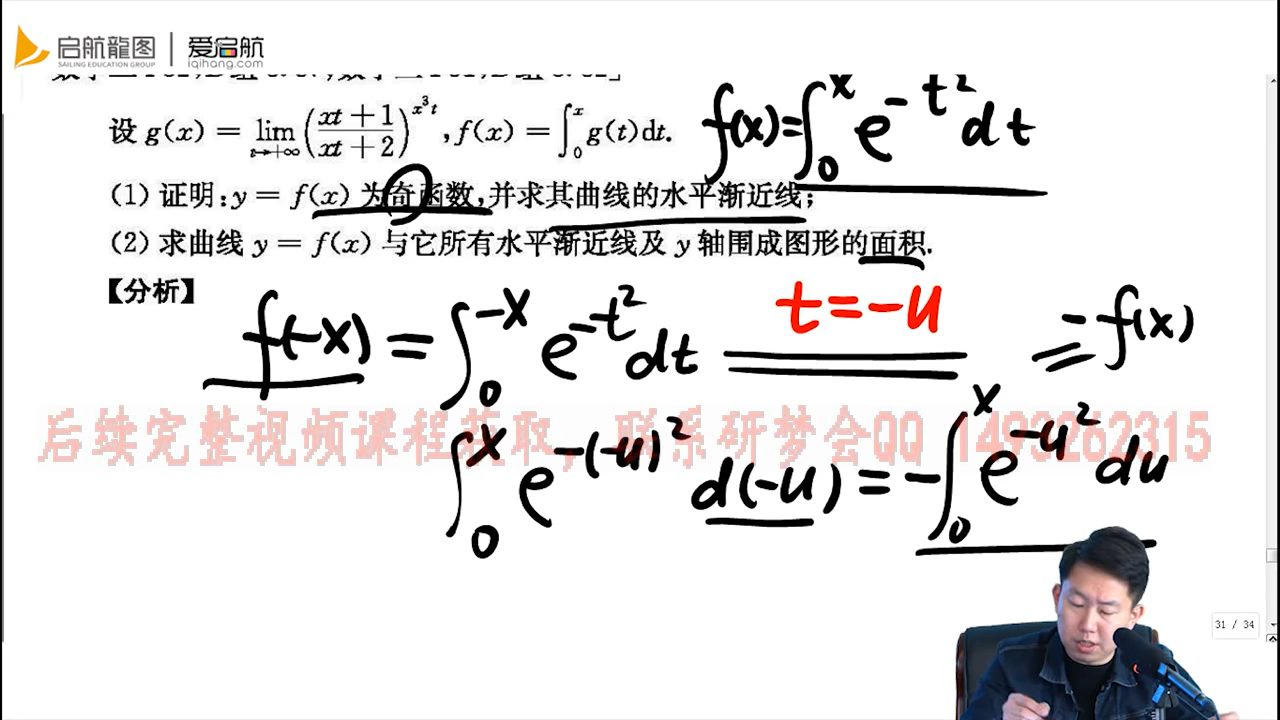 启航龍图 | 爱启航
SAILING EDUCATION GROUP iqihang.com
设 g(x) = lim_{t→+∞} ((xt+1)/(xt+2))^{x³t}, f(x) = ∫₀ˣ g(t)dt.
f(x)=∫₀ˣ e^{-t²}dt
(1) 证明:y = f(x) 为奇函数,并求其曲线的水平渐近线;
(2) 求曲线 y = f(x) 与它所有水平渐近线及 y 轴围成图形的面积.
【分析】
f(-x) = ∫₀^{-x} e^{-t²}dt t=-u = -f(x)
后续完整视频课程获取,联系研梦会QQ 1493262315
∫₀ˣ e^{-(-u)²} d(-u) = -∫₀ˣ e^{-u²}du
31 / 34